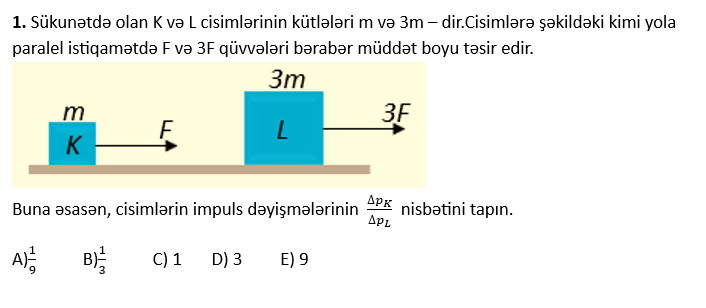 1. Sükunətdə olan K və L cisimlərinin kütlələri m və 3m – dir.Cisimlərə şəkildəki kimi yola
paralel istiqamətdə F və 3F qüvvələri bərabər müddət boyu təsir edir.
3m
m
F
3F
K
L
Buna əsasən, cisimlərin impuls dəyişmələrinin Δp_K/Δp_L nisbətini tapın.
A) 1/9 B) 1/3 C) 1 D) 3 E) 9